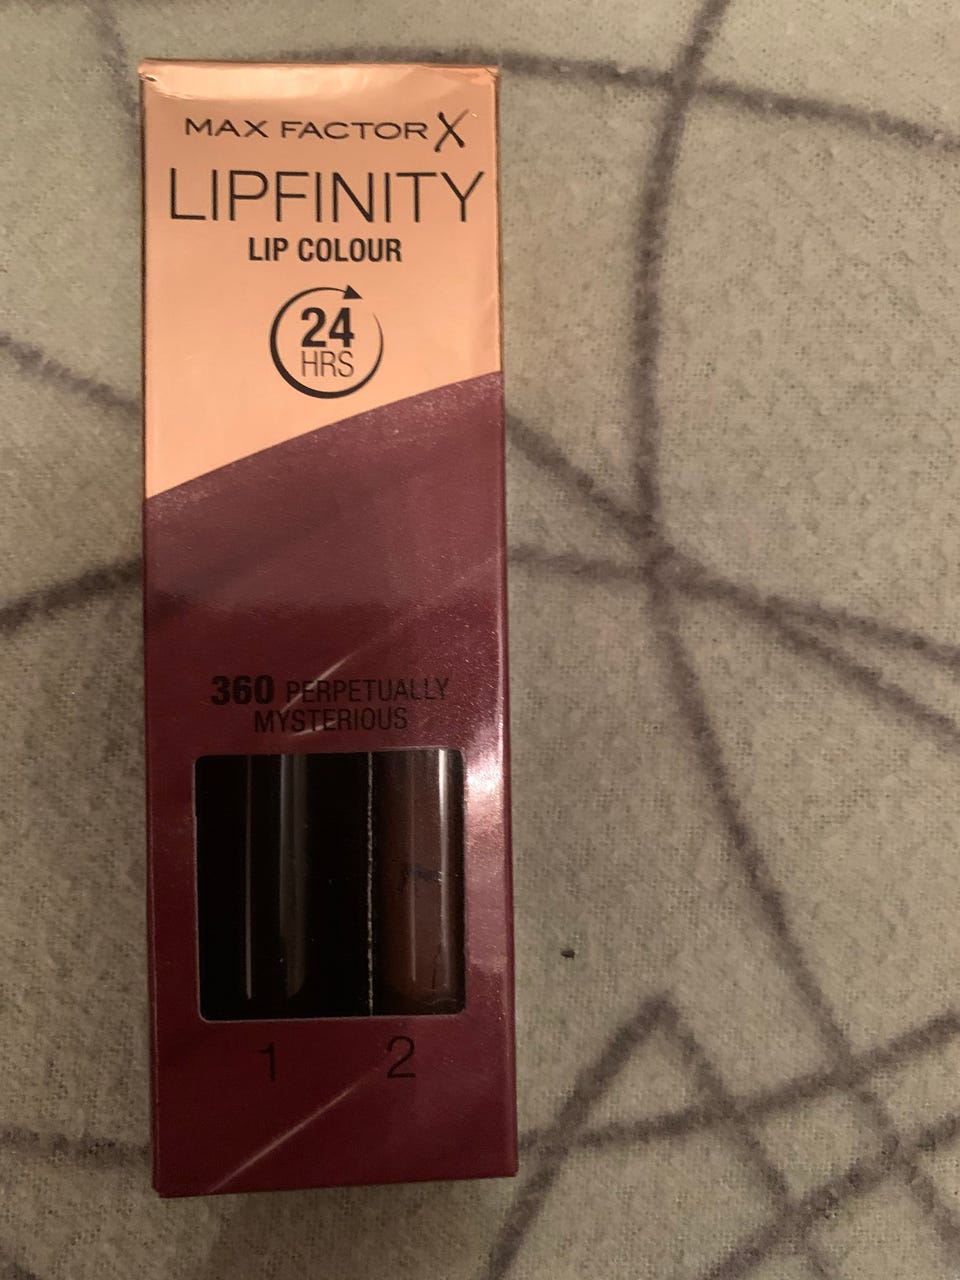 MAX FACTOR X
LIPFINITY
LIP COLOUR
24
HRS
360 PERPETUALLY
MYSTERIOUS
1 2